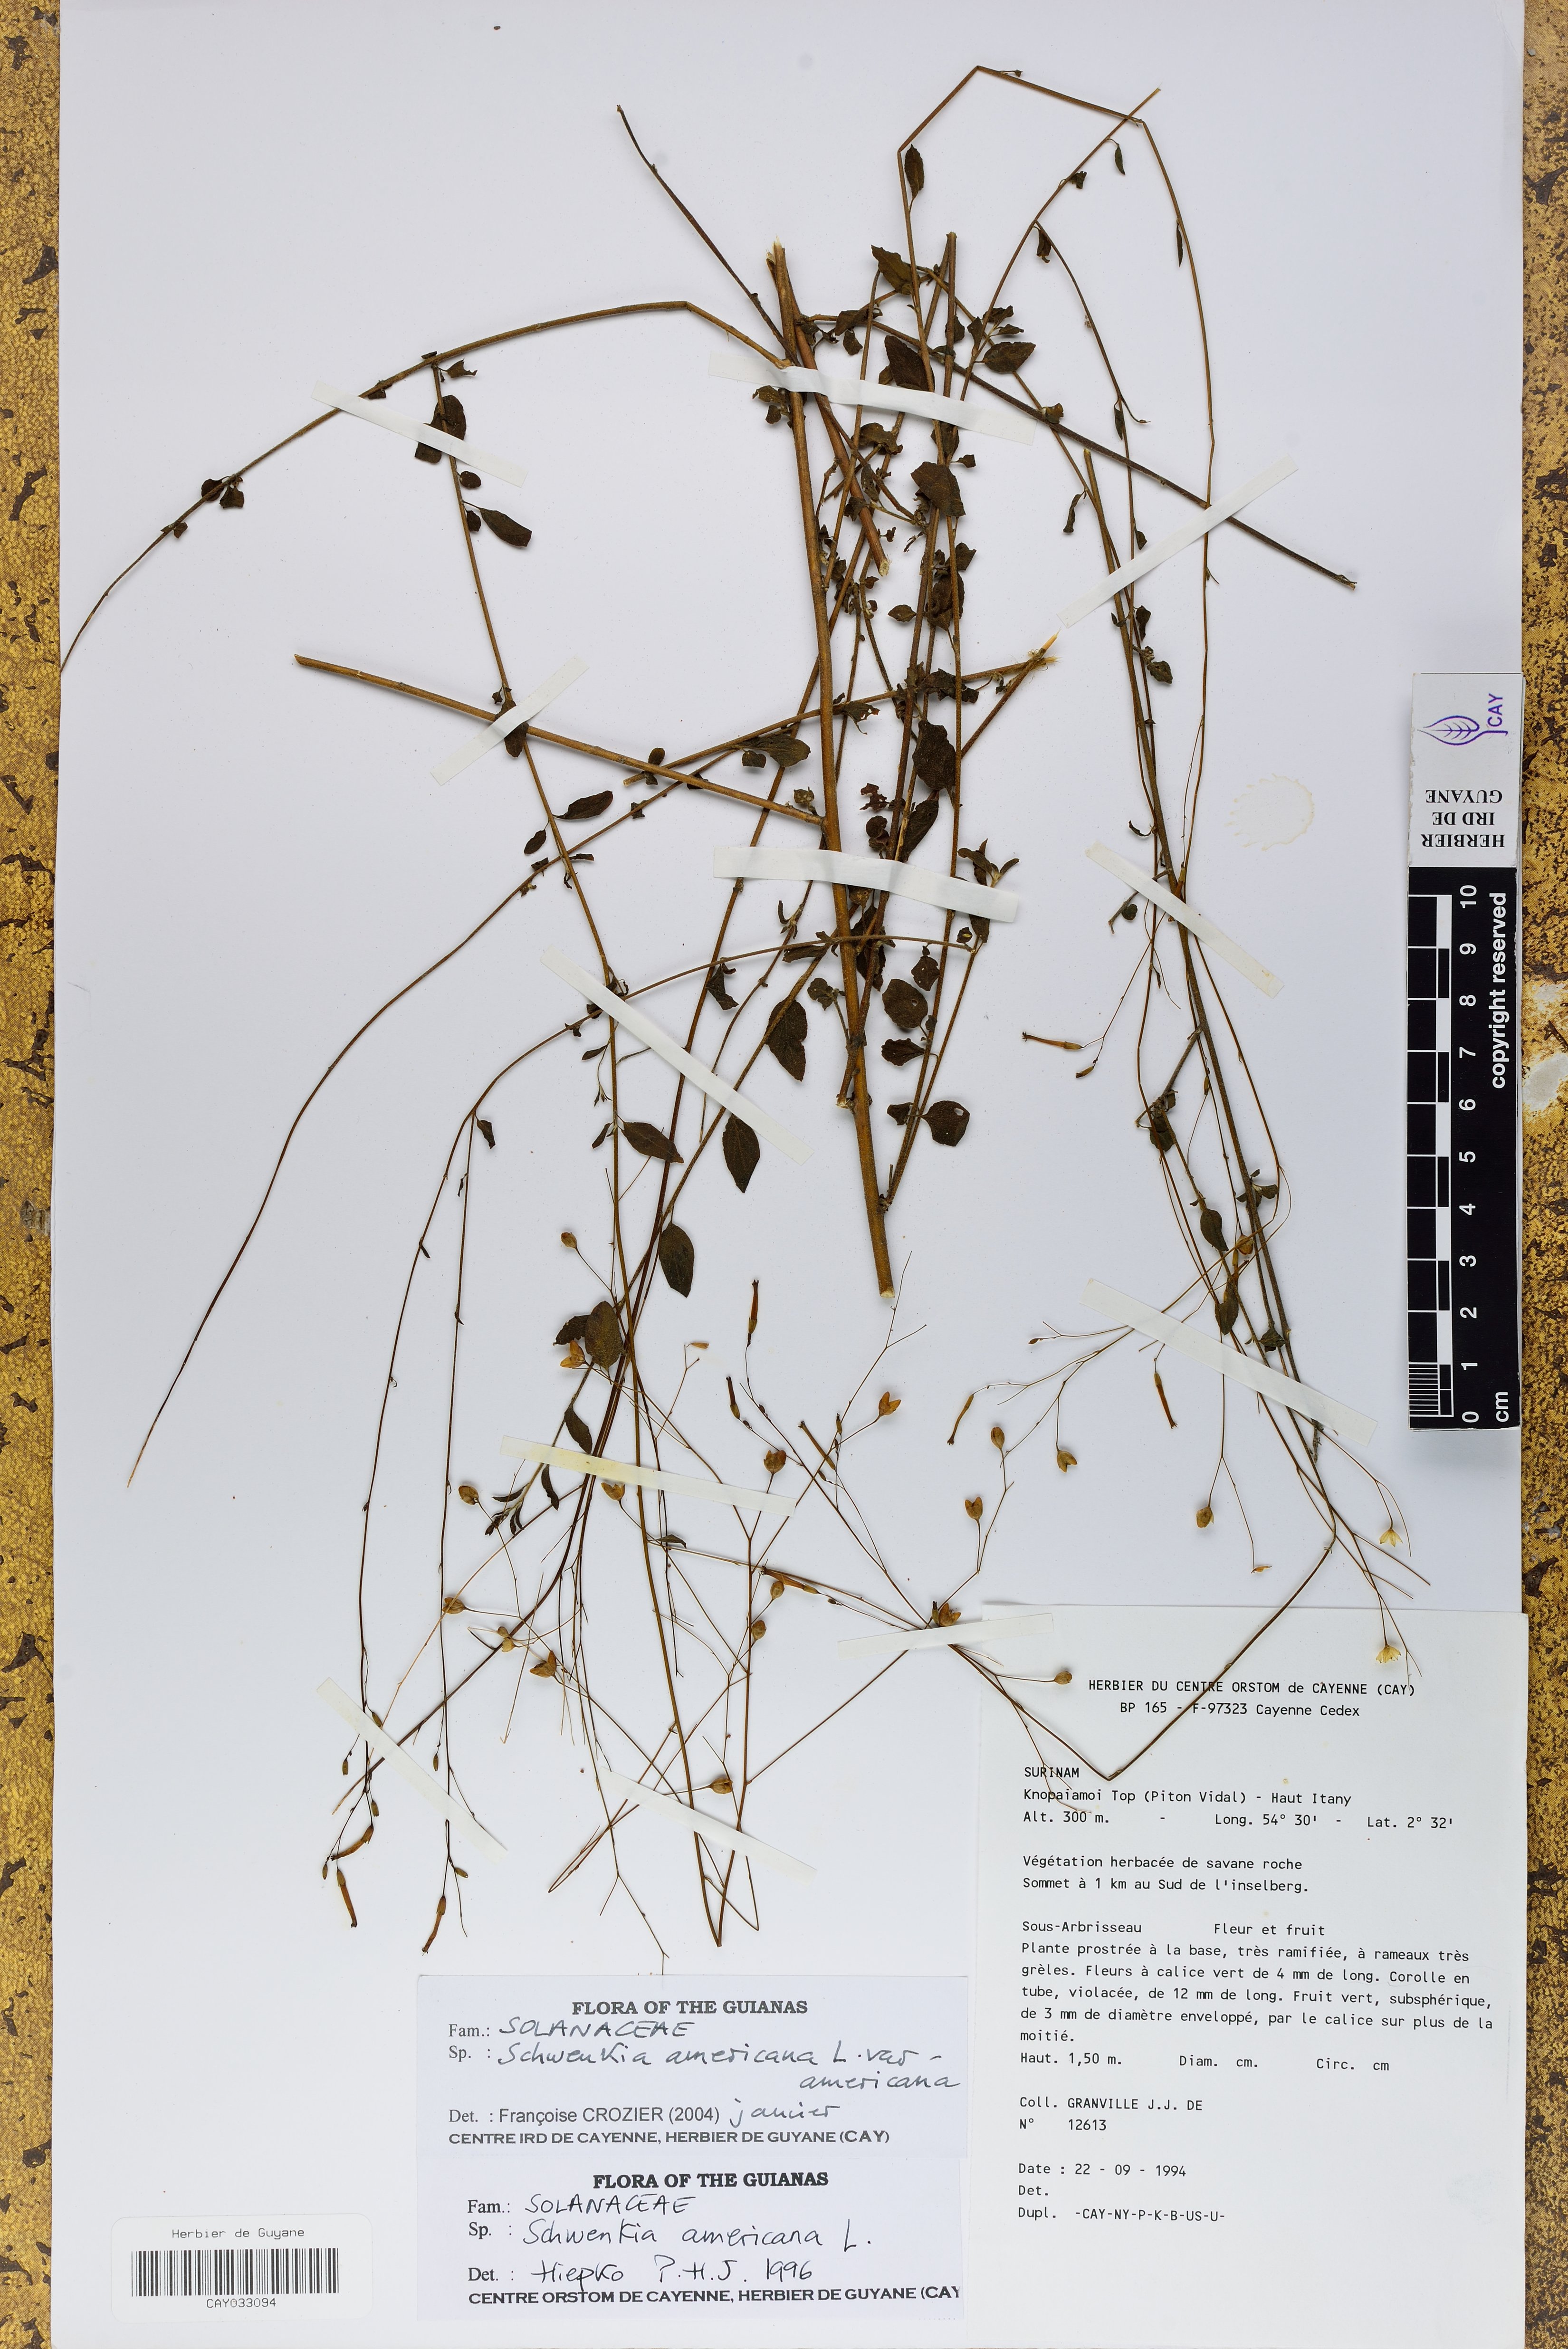 CAY
HERBIER
IRD DE
GUYANE
10
9
8
7
6
5
4
3
2
1
0
cm
copyright reserved
HERBIER DU CENTRE ORSTOM de CAYENNE (CAY)
BP 165 - F-97323 Cayenne Cedex
SURINAM
Knopaiamoi Top (Piton Vidal) - Haut Itany
Alt. 300 m. - Long. 54° 30' - Lat. 2° 32'
Végétation herbacée de savane roche
Sommet à 1 km au Sud de l'inselberg.
Sous-Arbrisseau Fleur et fruit
Plante prostrée à la base, très ramifiée, à rameaux très
grèles. Fleurs à calice vert de 4 mm de long. Corolle en
tube, violacée, de 12 mm de long. Fruit vert, subsphérique,
de 3 mm de diamètre enveloppé, par le calice sur plus de la
moitié.
Haut. 1,50 m. Diam. cm. Circ. cm
Coll. GRANVILLE J.J. DE
N° 12613
Date : 22 - 09 - 1994
Det.
Dupl. -CAY-NY-P-K-B-US-U-
FLORA OF THE GUIANAS
Fam.: SOLANACEAE
Sp. : Schwenkia americana L. var -
americana
Det. : Françoise CROZIER (2004) janvier
CENTRE IRD DE CAYENNE, HERBIER DE GUYANE (CAY)
FLORA OF THE GUIANAS
Fam.: SOLANACEAE
Sp. : Schwenkia americana L.
Det. : Hiepko P.H.J. 1996
CENTRE ORSTOM DE CAYENNE, HERBIER DE GUYANE (CAY
Herbier de Guyane
CAY033094